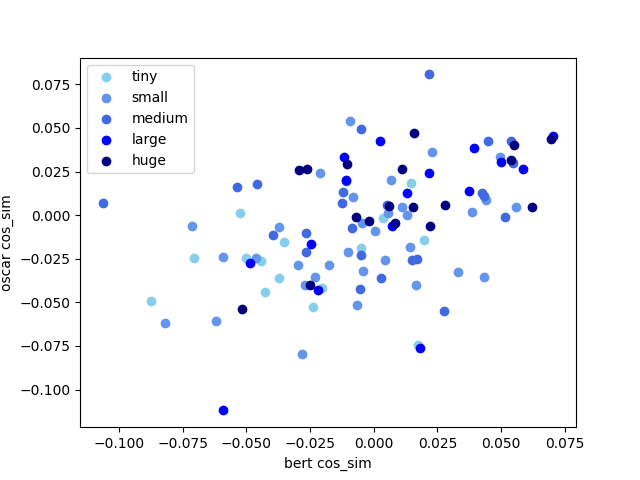 oscar cos_sim
0.075
0.050
0.025
0.000
−0.025
−0.050
−0.075
−0.100
tiny
small
medium
large
huge
−0.100 −0.075 −0.050 −0.025 0.000 0.025 0.050 0.075
bert cos_sim